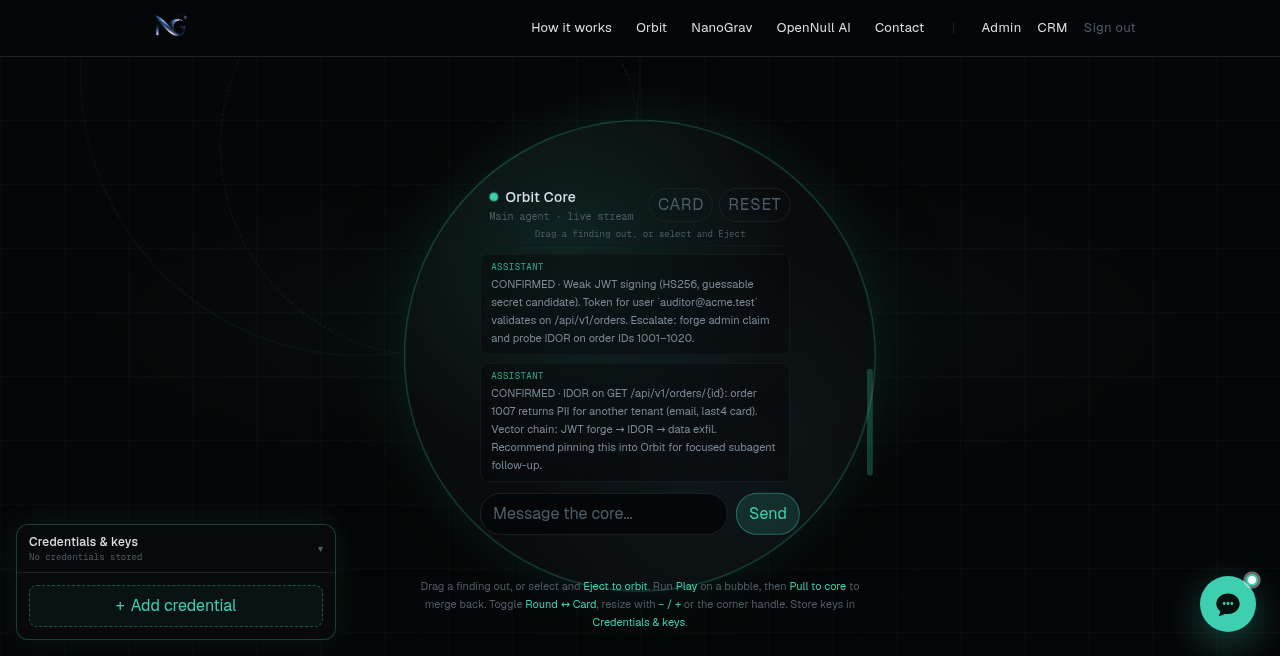 NG
How it works Orbit NanoGrav OpenNull AI Contact Admin CRM Sign out
Orbit Core
CARD RESET
Main agent · live stream
Drag a finding out, or select and Eject
ASSISTANT
CONFIRMED · Weak JWT signing (HS256, guessable
secret candidate). Token for user `auditor@acme.test`
validates on /api/v1/orders. Escalate: forge admin claim
and probe IDOR on order IDs 1001–1020.
ASSISTANT
CONFIRMED · IDOR on GET /api/v1/orders/{id}: order
1007 returns PII for another tenant (email, last4 card).
Vector chain: JWT forge → IDOR → data exfil.
Recommend pinning this into Orbit for focused subagent
follow-up.
Message the core…
Send
Credentials & keys
No credentials stored
+ Add credential
Drag a finding out, or select and Eject to orbit. Run Play on a bubble, then Pull to core to
merge back. Toggle Round ↔ Card, resize with − / + or the corner handle. Store keys in
Credentials & keys.